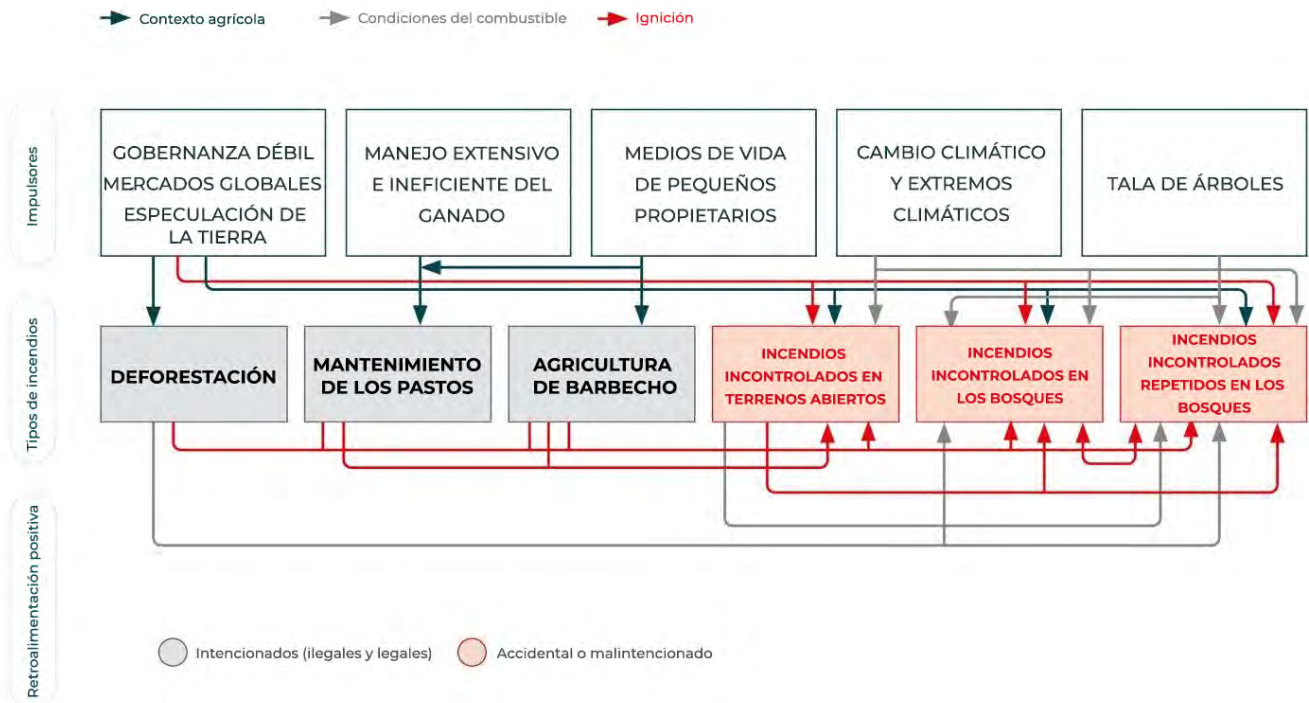 Contexto agrícola
Condiciones del combustible
Ignición
Impulsores
GOBERNANZA DÉBIL
MERCADOS GLOBALES
ESPECULACIÓN DE
LA TIERRA
MANEJO EXTENSIVO
E INEFICIENTE DEL
GANADO
MEDIOS DE VIDA
DE PEQUEÑOS
PROPIETARIOS
CAMBIO CLIMÁTICO
Y EXTREMOS
CLIMÁTICOS
TALA DE ÁRBOLES
Tipos de incendios
DEFORESTACIÓN
MANTENIMIENTO
DE LOS PASTOS
AGRICULTURA
DE BARBECHO
INCENDIOS
INCONTROLADOS EN
TERRENOS ABIERTOS
INCENDIOS
INCONTROLADOS EN
LOS BOSQUES
INCENDIOS
INCONTROLADOS
REPETIDOS EN LOS
BOSQUES
Retroalimentación positiva
Intencionados (ilegales y legales)
Accidental o malintencionado